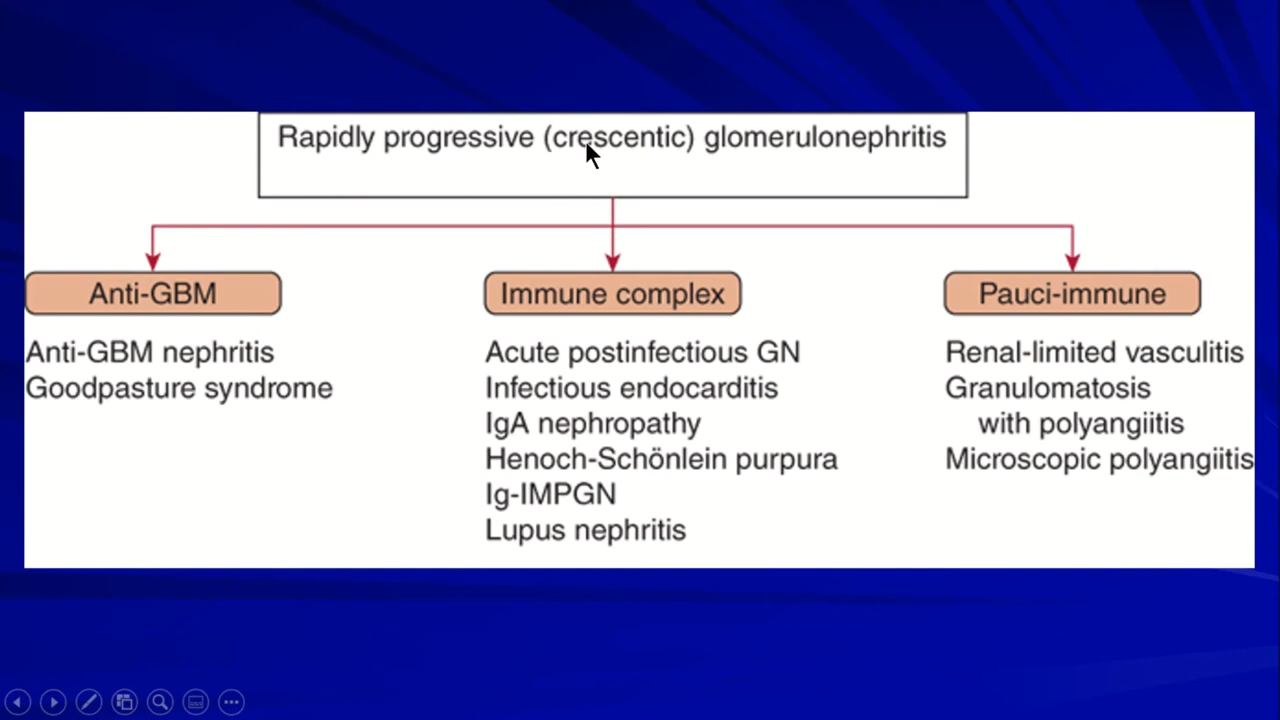 Rapidly progressive (crescentic) glomerulonephritis
Anti-GBM
Anti-GBM nephritis
Goodpasture syndrome
Immune complex
Acute postinfectious GN
Infectious endocarditis
IgA nephropathy
Henoch-Schönlein purpura
Ig-IMPGN
Lupus nephritis
Pauci-immune
Renal-limited vasculitis
Granulomatosis
with polyangiitis
Microscopic polyangiitis